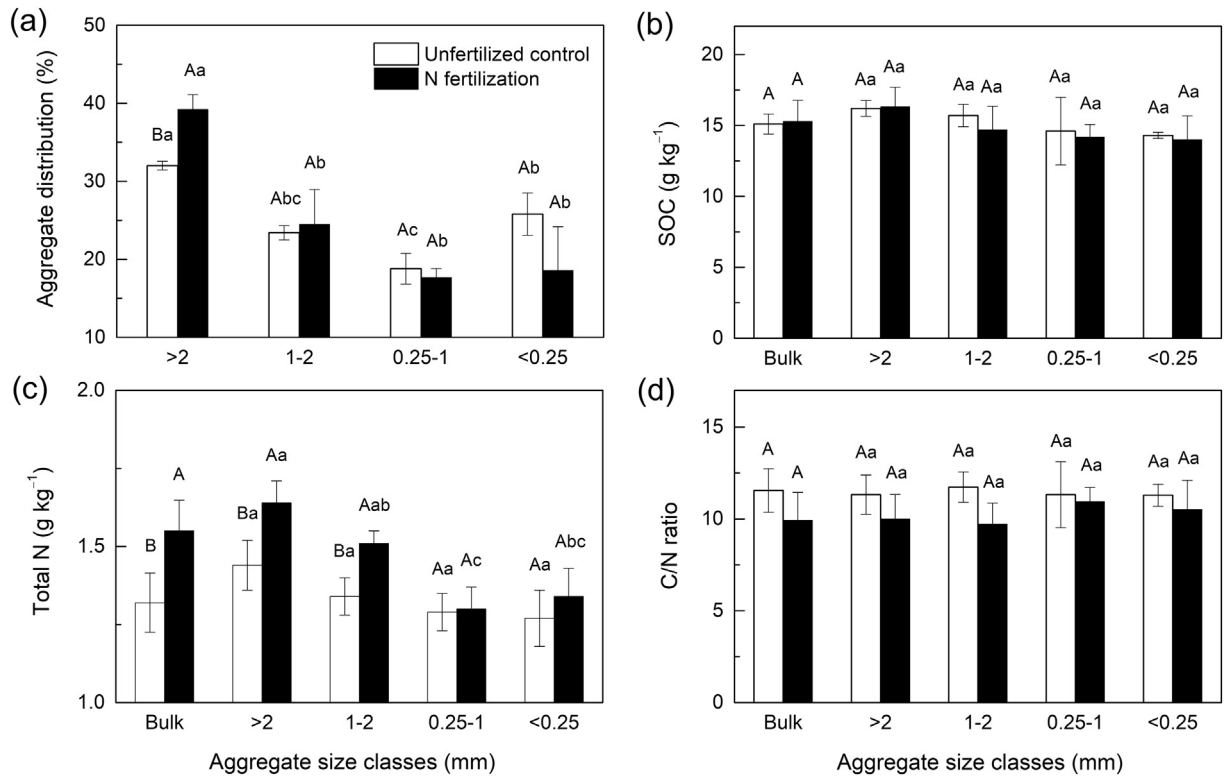 (a)
50
40
30
20
10
Aggregate distribution (%)
Unfertilized control
N fertilization
Ba
Aa
Abc
Ab
Ac
Ab
Ab
Ab
>2
1-2
0.25-1
<0.25
(b)
20
15
10
5
0
SOC (g kg⁻¹)
A
A
Aa
Aa
Aa
Aa
Aa
Aa
Aa
Aa
Bulk
>2
1-2
0.25-1
<0.25
(c)
2.0
1.5
1.0
Total N (g kg⁻¹)
B
A
Ba
Aa
Ba
Aab
Aa
Ac
Aa
Abc
Bulk
>2
1-2
0.25-1
<0.25
Aggregate size classes (mm)
(d)
15
10
5
0
C/N ratio
A
A
Aa
Aa
Aa
Aa
Aa
Aa
Aa
Aa
Bulk
>2
1-2
0.25-1
<0.25
Aggregate size classes (mm)